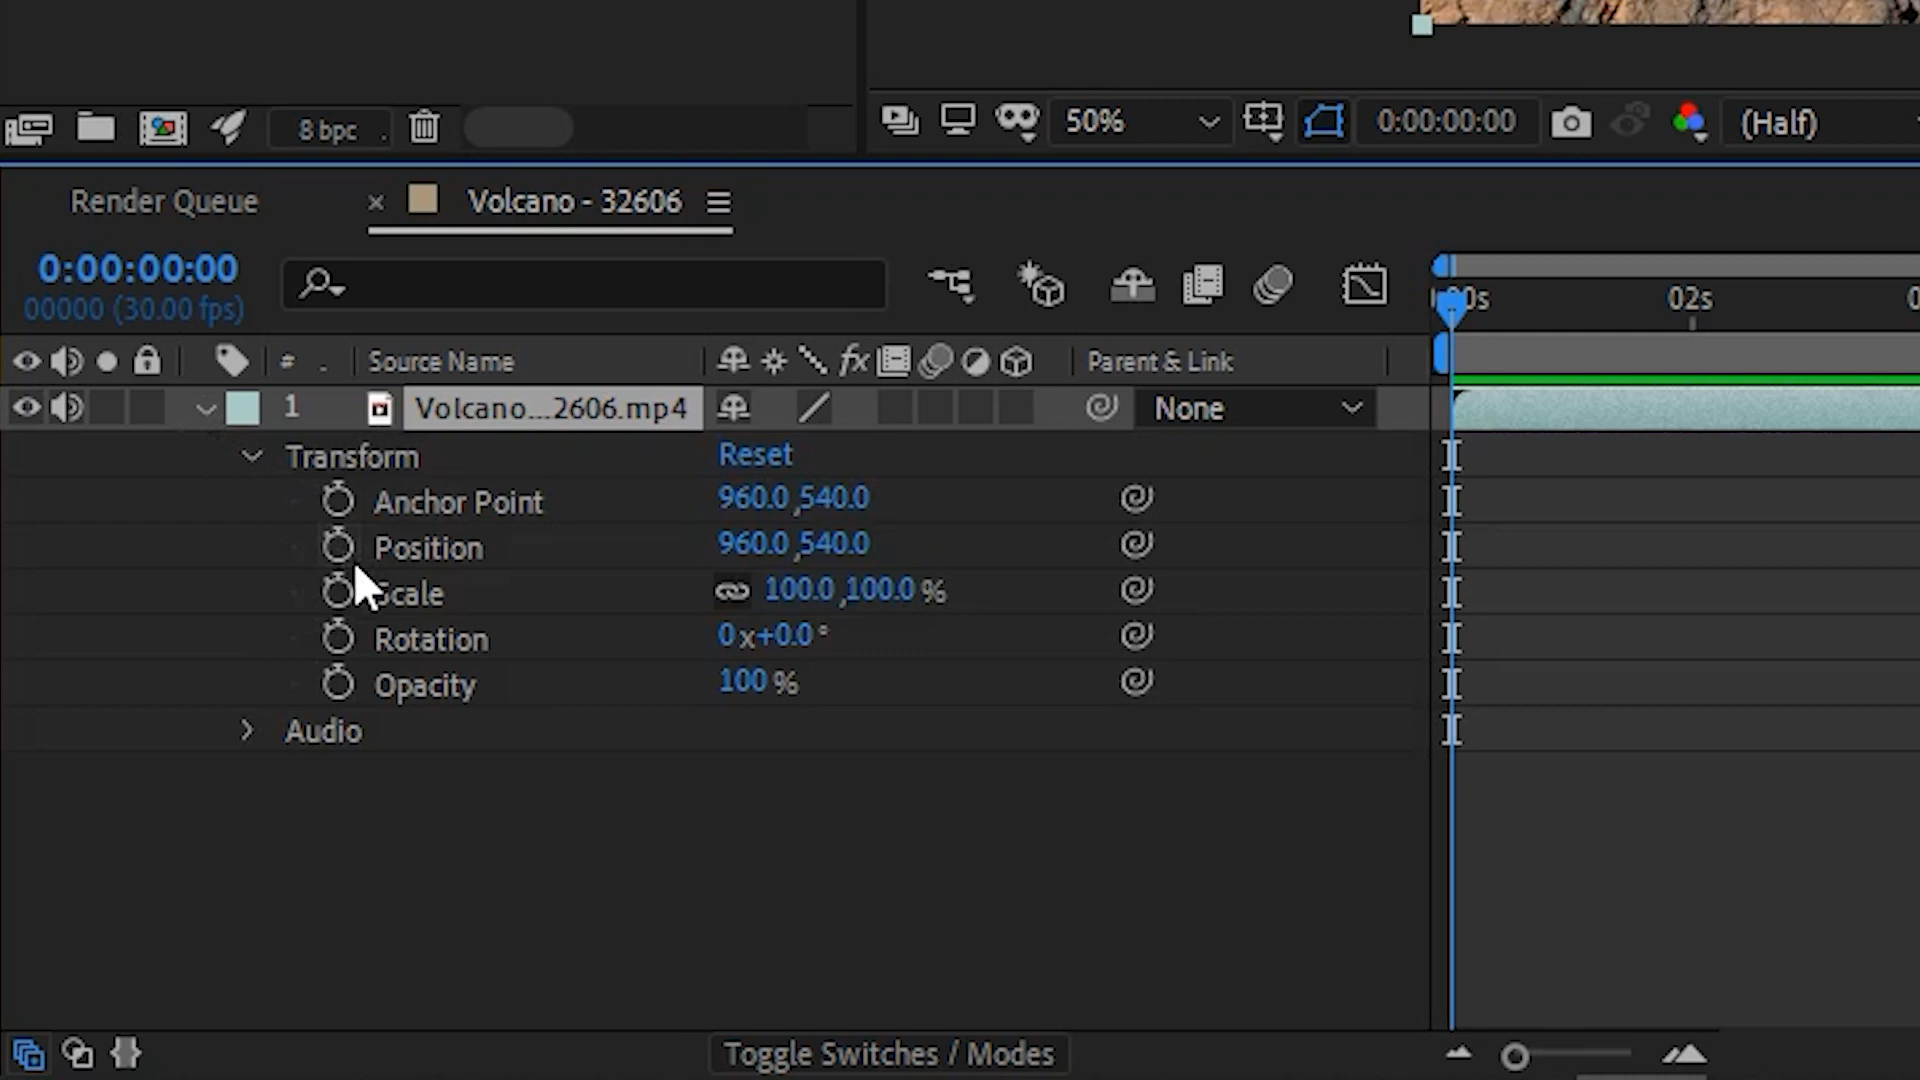 8 bpc
50%
0:00:00:00
(Half)
Render Queue
× Volcano - 32606
0:00:00:00
00000 (30.00 fps)
00s
02s
# . Source Name
fx
Parent & Link
1 Volcano...2606.mp4
None
Transform Reset
Anchor Point 960.0 ,540.0
Position 960.0 ,540.0
Scale 100.0 ,100.0 %
Rotation 0 x+0.0 °
Opacity 100 %
Audio
Toggle Switches / Modes